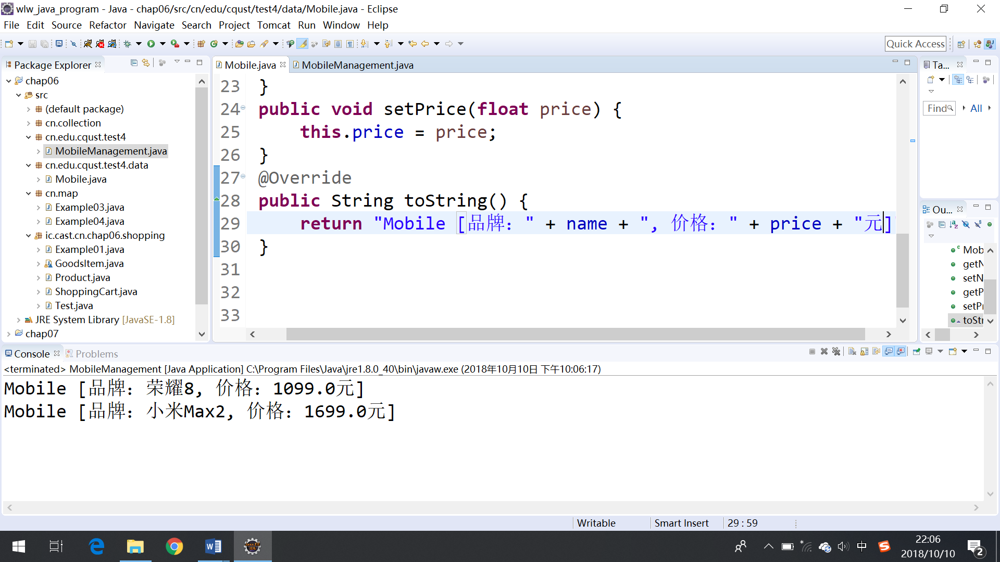 wlw_java_program - Java - chap06/src/cn/edu/cqust/test4/data/Mobile.java - Eclipse
File Edit Source Refactor Navigate Search Project Tomcat Run Window Help
Quick Access
Package Explorer
chap06
src
(default package)
cn.collection
cn.edu.cqust.test4
MobileManagement.java
cn.edu.cqust.test4.data
Mobile.java
cn.map
Example03.java
Example04.java
ic.cast.cn.chap06.shopping
Example01.java
GoodsItem.java
Product.java
ShoppingCart.java
Test.java
JRE System Library [JavaSE-1.8]
chap07
Mobile.java MobileManagement.java
23 }
24 public void setPrice(float price) {
25 this.price = price;
26 }
27 @Override
28 public String toString() {
29 return "Mobile [品牌：" + name + ", 价格：" + price + "元]
30 }
31
32
33
Ta...
Find All
Ou...
Mob
getN
setN
getP
setPr
toStr
Console Problems
<terminated> MobileManagement [Java Application] C:\Program Files\Java\jre1.8.0_40\bin\javaw.exe (2018年10月10日 下午10:06:17)
Mobile [品牌：荣耀8, 价格：1099.0元]
Mobile [品牌：小米Max2, 价格：1699.0元]
Writable Smart Insert 29 : 59
中
22:06
2018/10/10
2